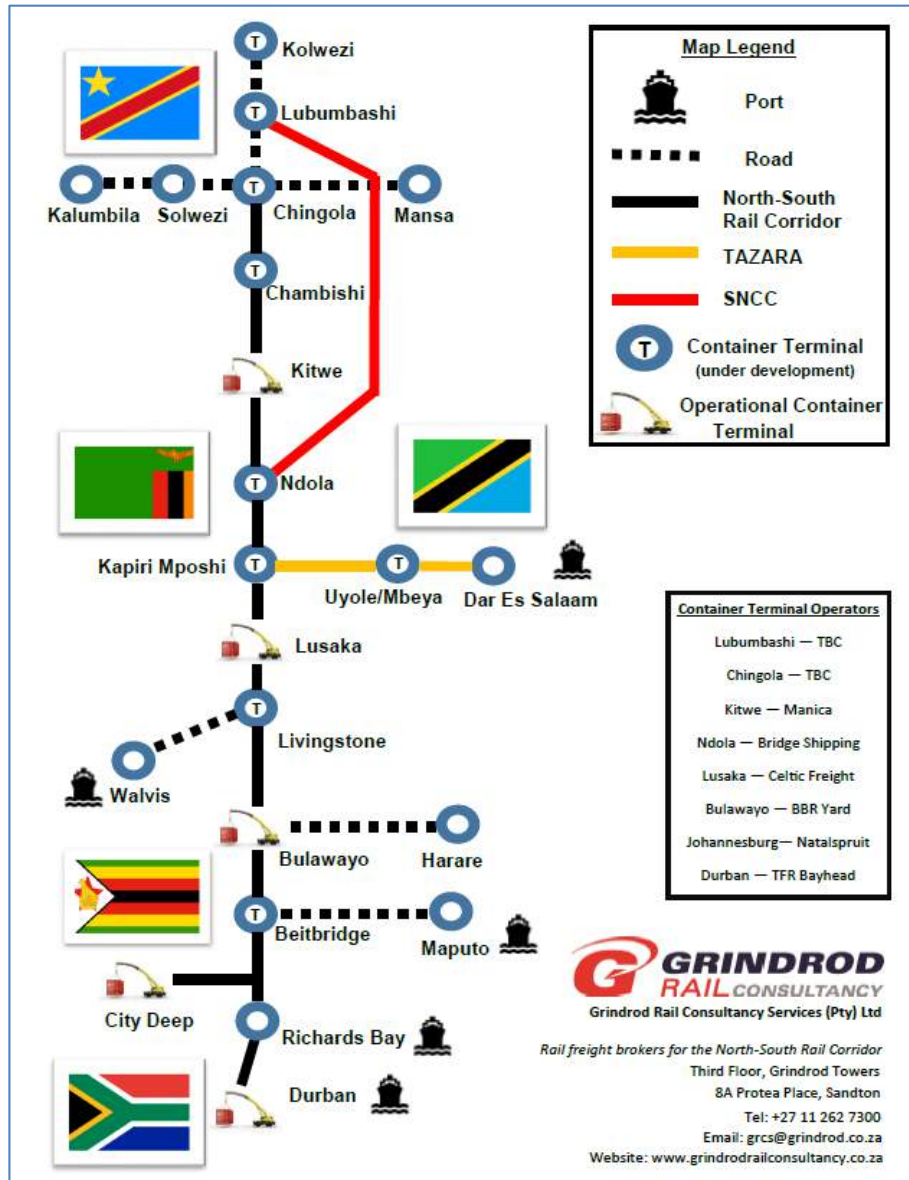 Kolwezi
Lubumbashi
Kalumbila
Solwezi
Chingola
Mansa
Chambishi
Kitwe
Ndola
Kapiri Mposhi
Uyole/Mbeya
Dar Es Salaam
Lusaka
Livingstone
Walvis
Bulawayo
Harare
Beitbridge
Maputo
City Deep
Richards Bay
Durban
T
T
T
T
T
T
T
T
T
Map Legend
Port
Road
North-South
Rail Corridor
TAZARA
SNCC
T
Container Terminal
(under development)
Operational Container
Terminal
Container Terminal Operators
Lubumbashi — TBC
Chingola — TBC
Kitwe — Manica
Ndola — Bridge Shipping
Lusaka — Celtic Freight
Bulawayo — BBR Yard
Johannesburg— Natalspruit
Durban — TFR Bayhead
GRINDROD
RAIL CONSULTANCY
Grindrod Rail Consultancy Services (Pty) Ltd
Rail freight brokers for the North-South Rail Corridor
Third Floor, Grindrod Towers
8A Protea Place, Sandton
Tel: +27 11 262 7300
Email: grcs@grindrod.co.za
Website: www.grindrodrailconsultancy.co.za